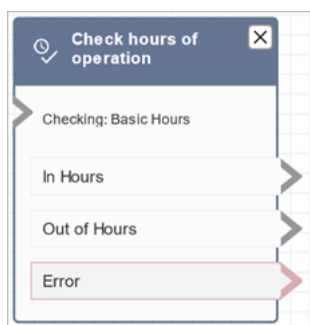 Check hours of
operation
Checking: Basic Hours
In Hours
Out of Hours
Error